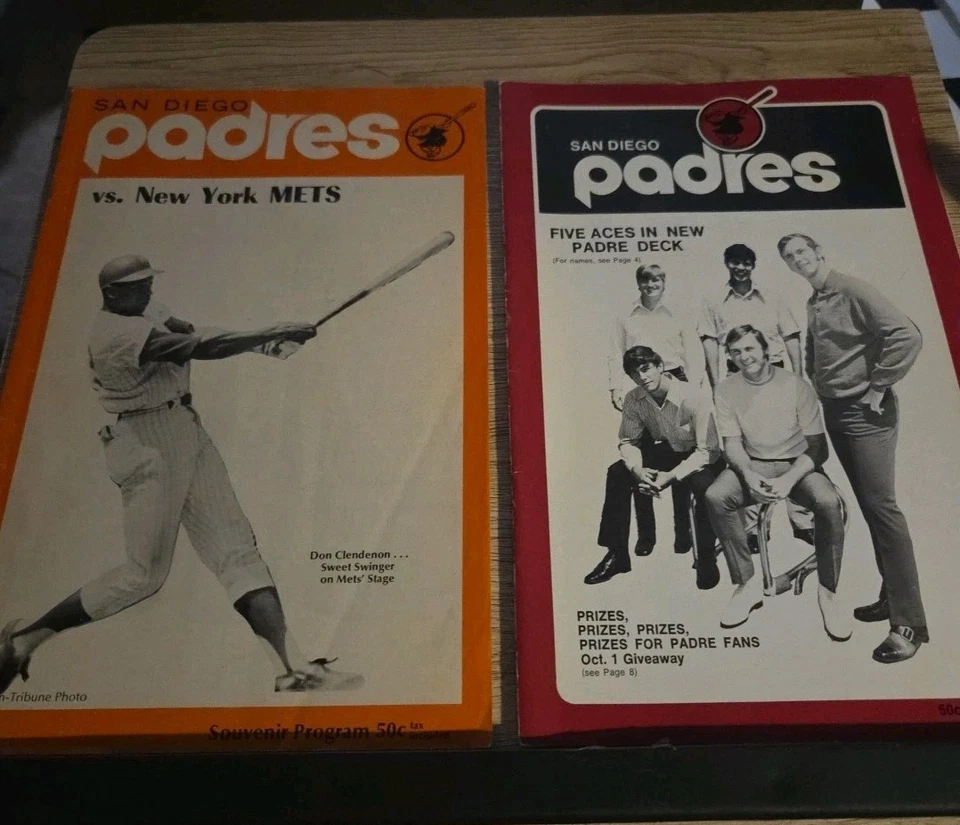 SAN DIEGO
padres
vs. New York METS
Don Clendenon . . .
Sweet Swinger
on Mets' Stage
n-Tribune Photo
Souvenir Program 50c tax
SAN DIEGO
padres
FIVE ACES IN NEW
PADRE DECK
(For names, see Page 4)
PRIZES,
PRIZES, PRIZES,
PRIZES FOR PADRE FANS
Oct. 1 Giveaway
(see Page 8)
50c